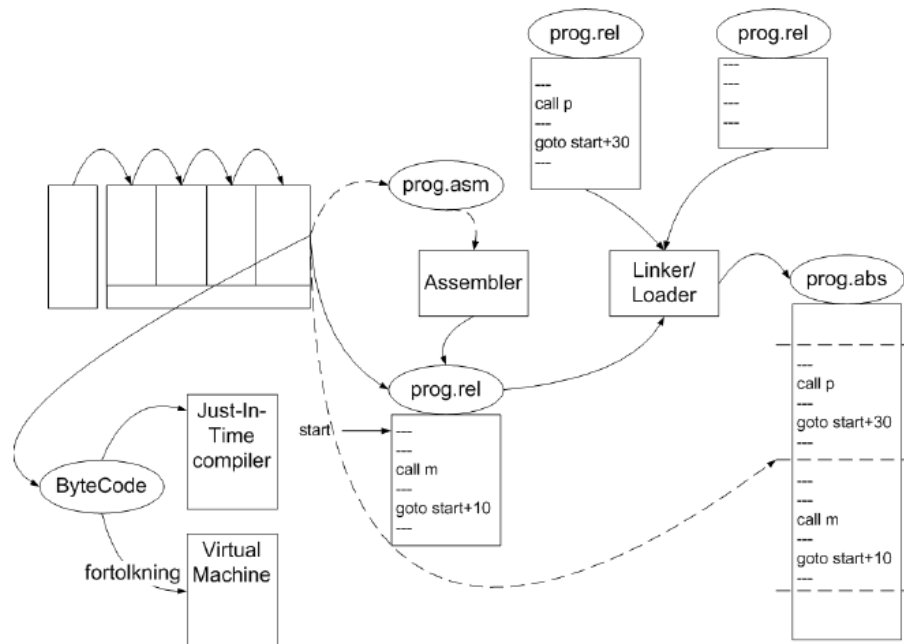 prog.rel
---
call p
---
goto start+30
---
prog.rel
---
---
---
---
prog.asm
Assembler
Linker/
Loader
prog.abs
---
call p
---
goto start+30
---
---
---
call m
---
goto start+10
---
prog.rel
start
---
---
call m
---
goto start+10
---
Just-In-
Time
compiler
ByteCode
fortolkning
Virtual
Machine